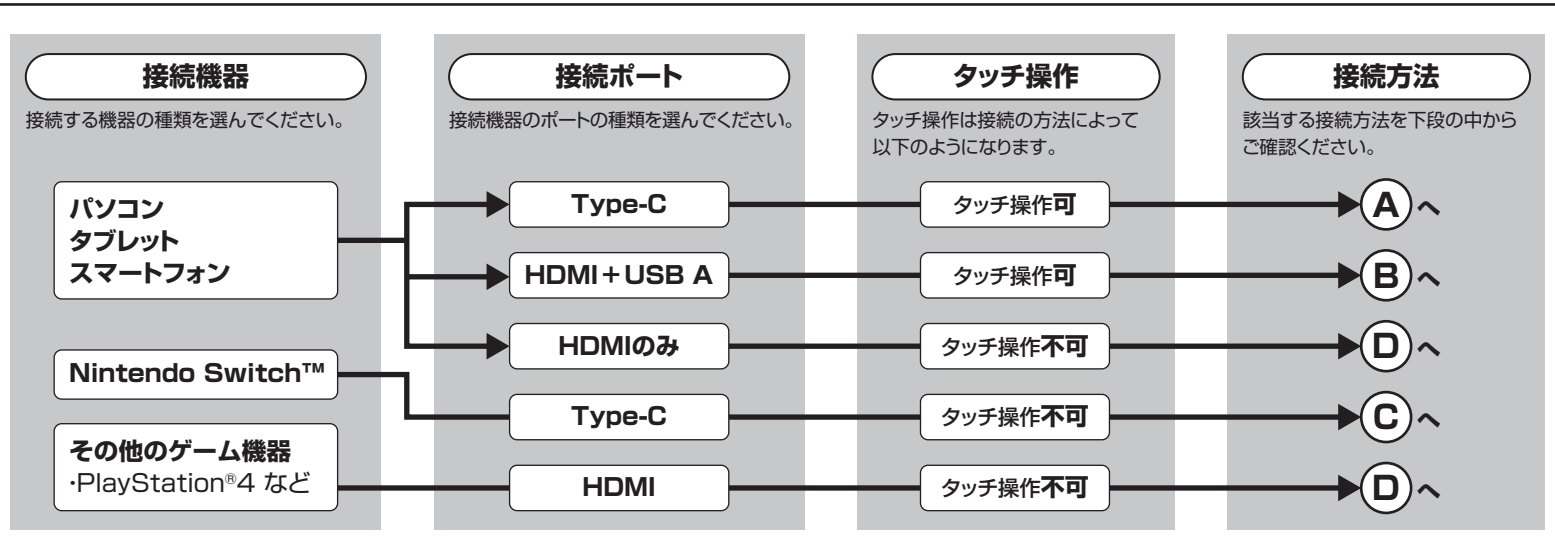 接続機器
接続する機器の種類を選んでください。
パソコン
タブレット
スマートフォン
Nintendo Switch™
その他のゲーム機器
・PlayStation®4 など
接続ポート
接続機器のポートの種類を選んでください。
Type-C
HDMI＋USB A
HDMIのみ
Type-C
HDMI
タッチ操作
タッチ操作は接続の方法によって
以下のようになります。
タッチ操作可
タッチ操作可
タッチ操作不可
タッチ操作不可
タッチ操作不可
接続方法
該当する接続方法を下段の中から
ご確認ください。
Aへ
Bへ
Dへ
Cへ
Dへ